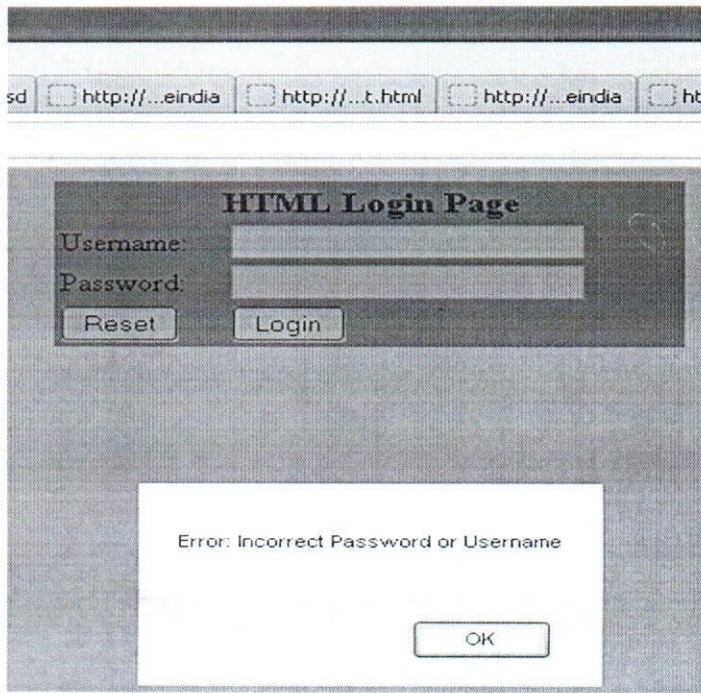 sd http://...eindia http://...t.html http://...eindia ht
HTML Login Page
Username:
Password:
Reset Login
Error: Incorrect Password or Username
OK